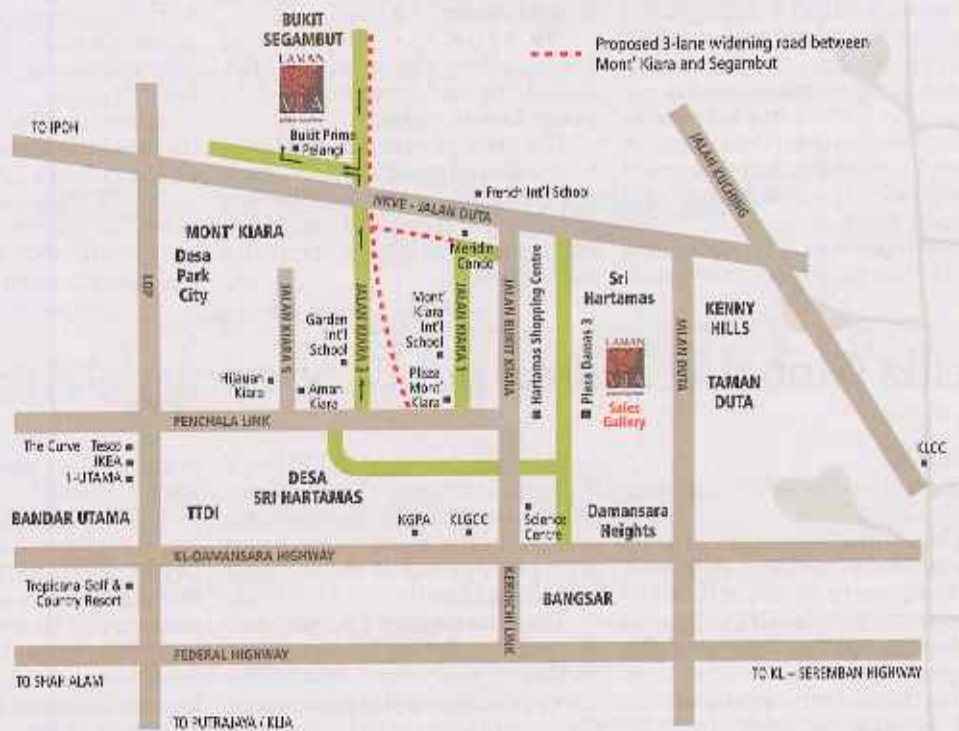 BUKIT
SEGAMBUT
LAMAN
VILA
Proposed 3-lane widening road between
Mont' Kiara and Segambut
TO IPOH
Bukit Prima
Pelangi
JALAN KUCHING
French Int'l School
NKVE - JALAN DUTA
MONT' KIARA
Desa
Park
City
LDP
Meridin
Condo
JALAN KIARA 5
Garden
Int'l
School
JALAN KIARA 3
Mont'
Kiara
Int'l
School
JALAN KIARA 1
JALAN BUKIT KIARA
Hartamas Shopping Centre
Sri
Hartamas
Plaza Damas 3
JALAN DUTA
KENNY
HILLS
TAMAN
DUTA
LAMAN
VILA
Sales
Gallery
Hijauan
Kiara
Aman
Kiara
Plaza
Mont'
Kiara
PENCHALA LINK
The Curve Tesco
IKEA
1-UTAMA
KLCC
DESA
SRI HARTAMAS
BANDAR UTAMA
TTDI
KGPA
KLGCC
Science
Centre
Damansara
Heights
KL-DAMANSARA HIGHWAY
Tropicana Golf &
Country Resort
KERINCHI LINK
BANGSAR
FEDERAL HIGHWAY
TO SHAH ALAM
TO KL – SEREMBAN HIGHWAY
TO PUTRAJAYA / KLIA